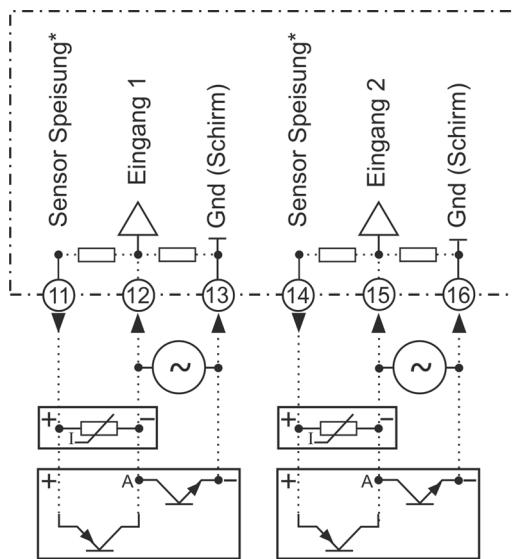 Sensor Speisung*
Eingang 1
Gnd (Schirm)
Sensor Speisung*
Eingang 2
Gnd (Schirm)
11 12 13 14 15 16
~ ~
+ − + −
I I
+ A − + A −